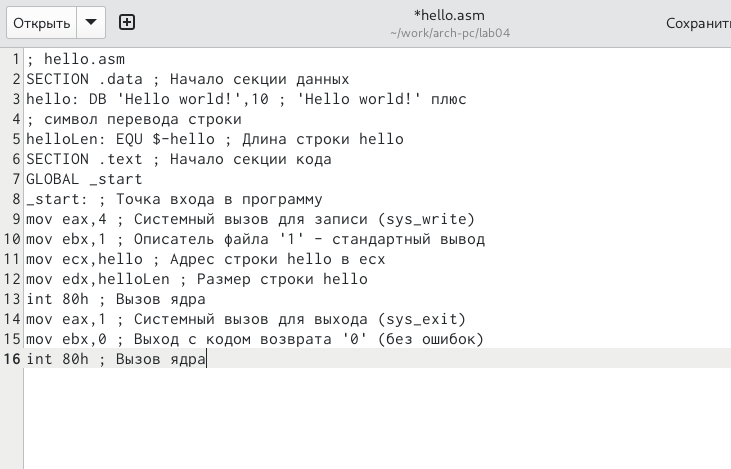 Открыть
*hello.asm
~/work/arch-pc/lab04
1 ; hello.asm
2 SECTION .data ; Начало секции данных
3 hello: DB 'Hello world!',10 ; 'Hello world!' плюс
4 ; символ перевода строки
5 helloLen: EQU $-hello ; Длина строки hello
6 SECTION .text ; Начало секции кода
7 GLOBAL _start
8 _start: ; Точка входа в программу
9 mov eax,4 ; Системный вызов для записи (sys_write)
10 mov ebx,1 ; Описатель файла '1' - стандартный вывод
11 mov ecx,hello ; Адрес строки hello в ecx
12 mov edx,helloLen ; Размер строки hello
13 int 80h ; Вызов ядра
14 mov eax,1 ; Системный вызов для выхода (sys_exit)
15 mov ebx,0 ; Выход с кодом возврата '0' (без ошибок)
16 int 80h ; Вызов ядра